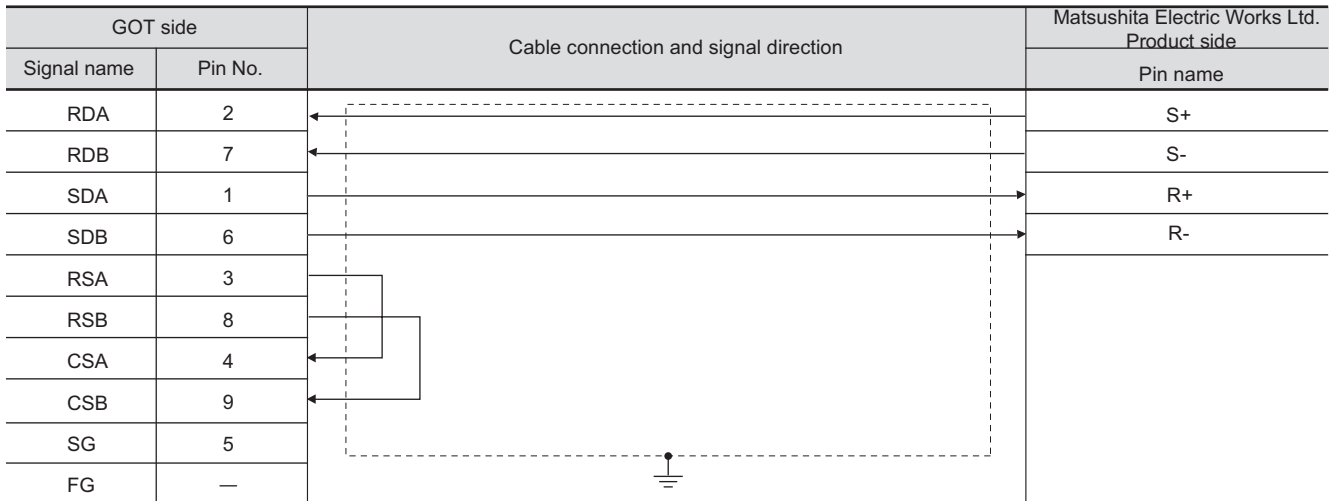 GOT side
Cable connection and signal direction
Matsushita Electric Works Ltd.
Product side
Signal name
Pin No.
Pin name
RDA 2 S+
RDB 7 S-
SDA 1 R+
SDB 6 R-
RSA 3
RSB 8
CSA 4
CSB 9
SG 5
FG —